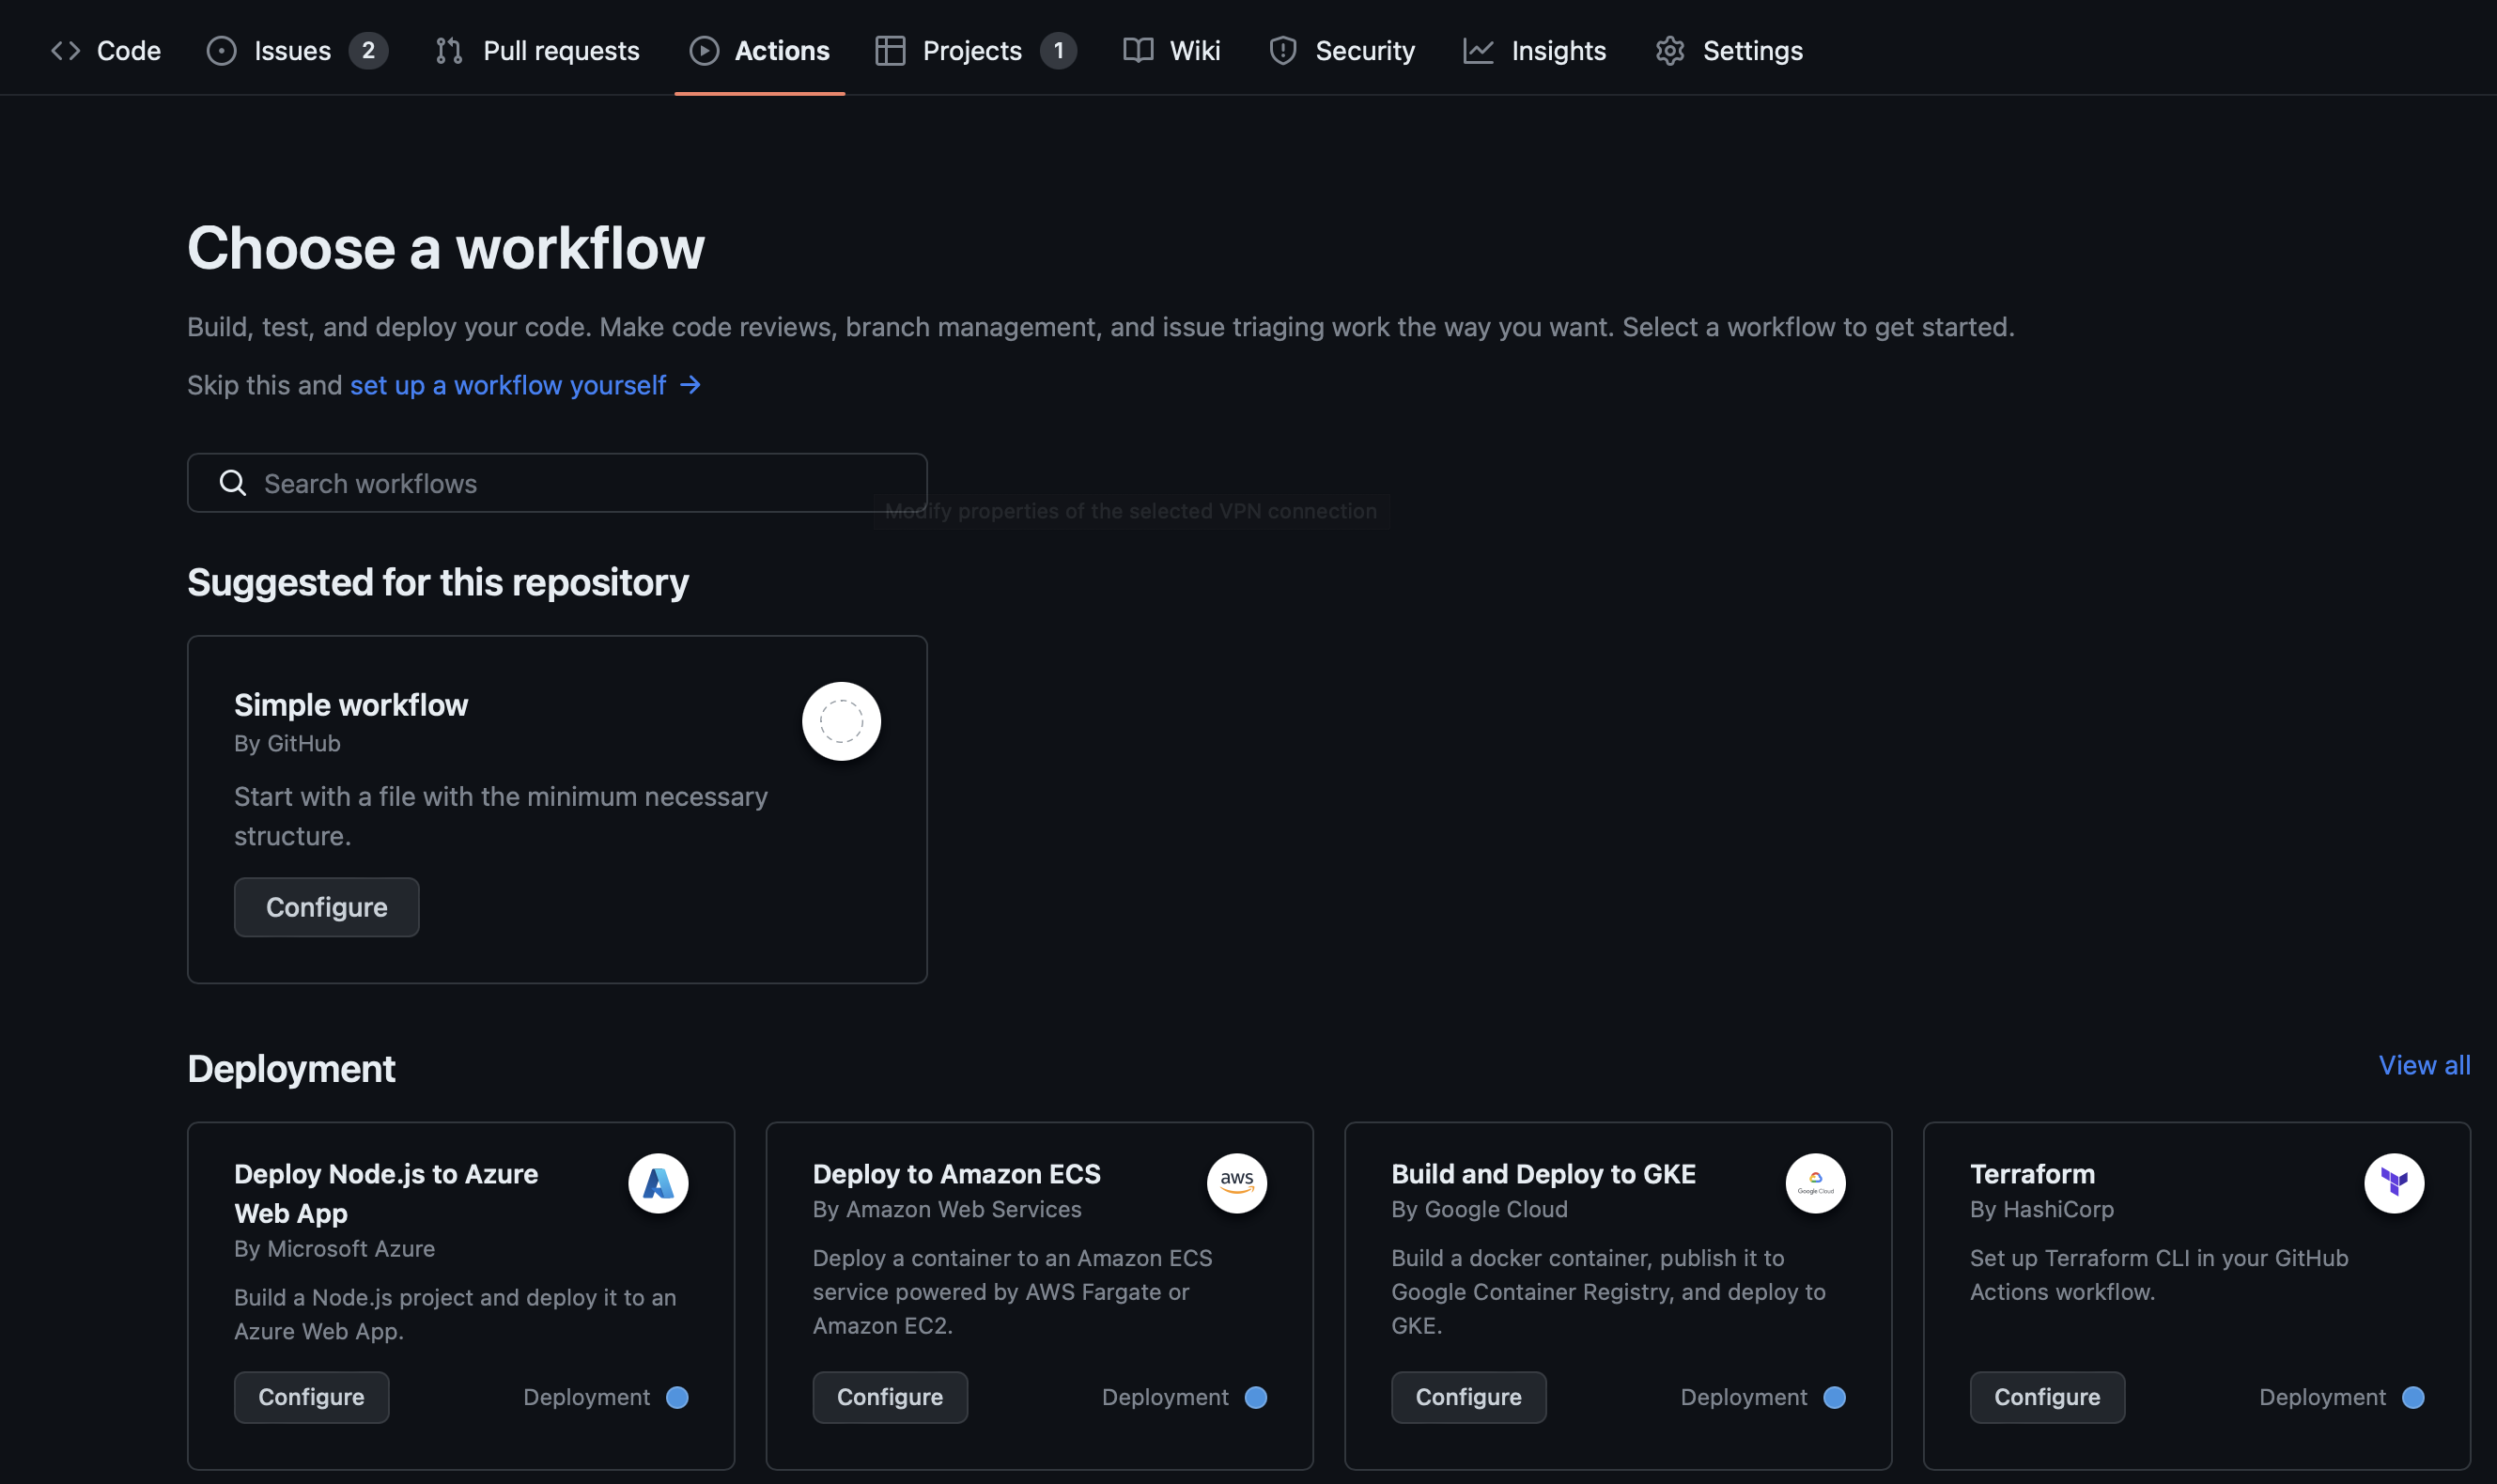 Code Issues 2 Pull requests Actions Projects 1 Wiki Security Insights Settings
Choose a workflow
Build, test, and deploy your code. Make code reviews, branch management, and issue triaging work the way you want. Select a workflow to get started.
Skip this and set up a workflow yourself →
Search workflows
Modify properties of the selected VPN connection
Suggested for this repository
Simple workflow
By GitHub
Start with a file with the minimum necessary
structure.
Configure
Deployment
View all
Deploy Node.js to Azure
Web App
By Microsoft Azure
Build a Node.js project and deploy it to an
Azure Web App.
Configure
Deployment
Deploy to Amazon ECS
aws
By Amazon Web Services
Deploy a container to an Amazon ECS
service powered by AWS Fargate or
Amazon EC2.
Configure
Deployment
Build and Deploy to GKE
Google Cloud
By Google Cloud
Build a docker container, publish it to
Google Container Registry, and deploy to
GKE.
Configure
Deployment
Terraform
By HashiCorp
Set up Terraform CLI in your GitHub
Actions workflow.
Configure
Deployment